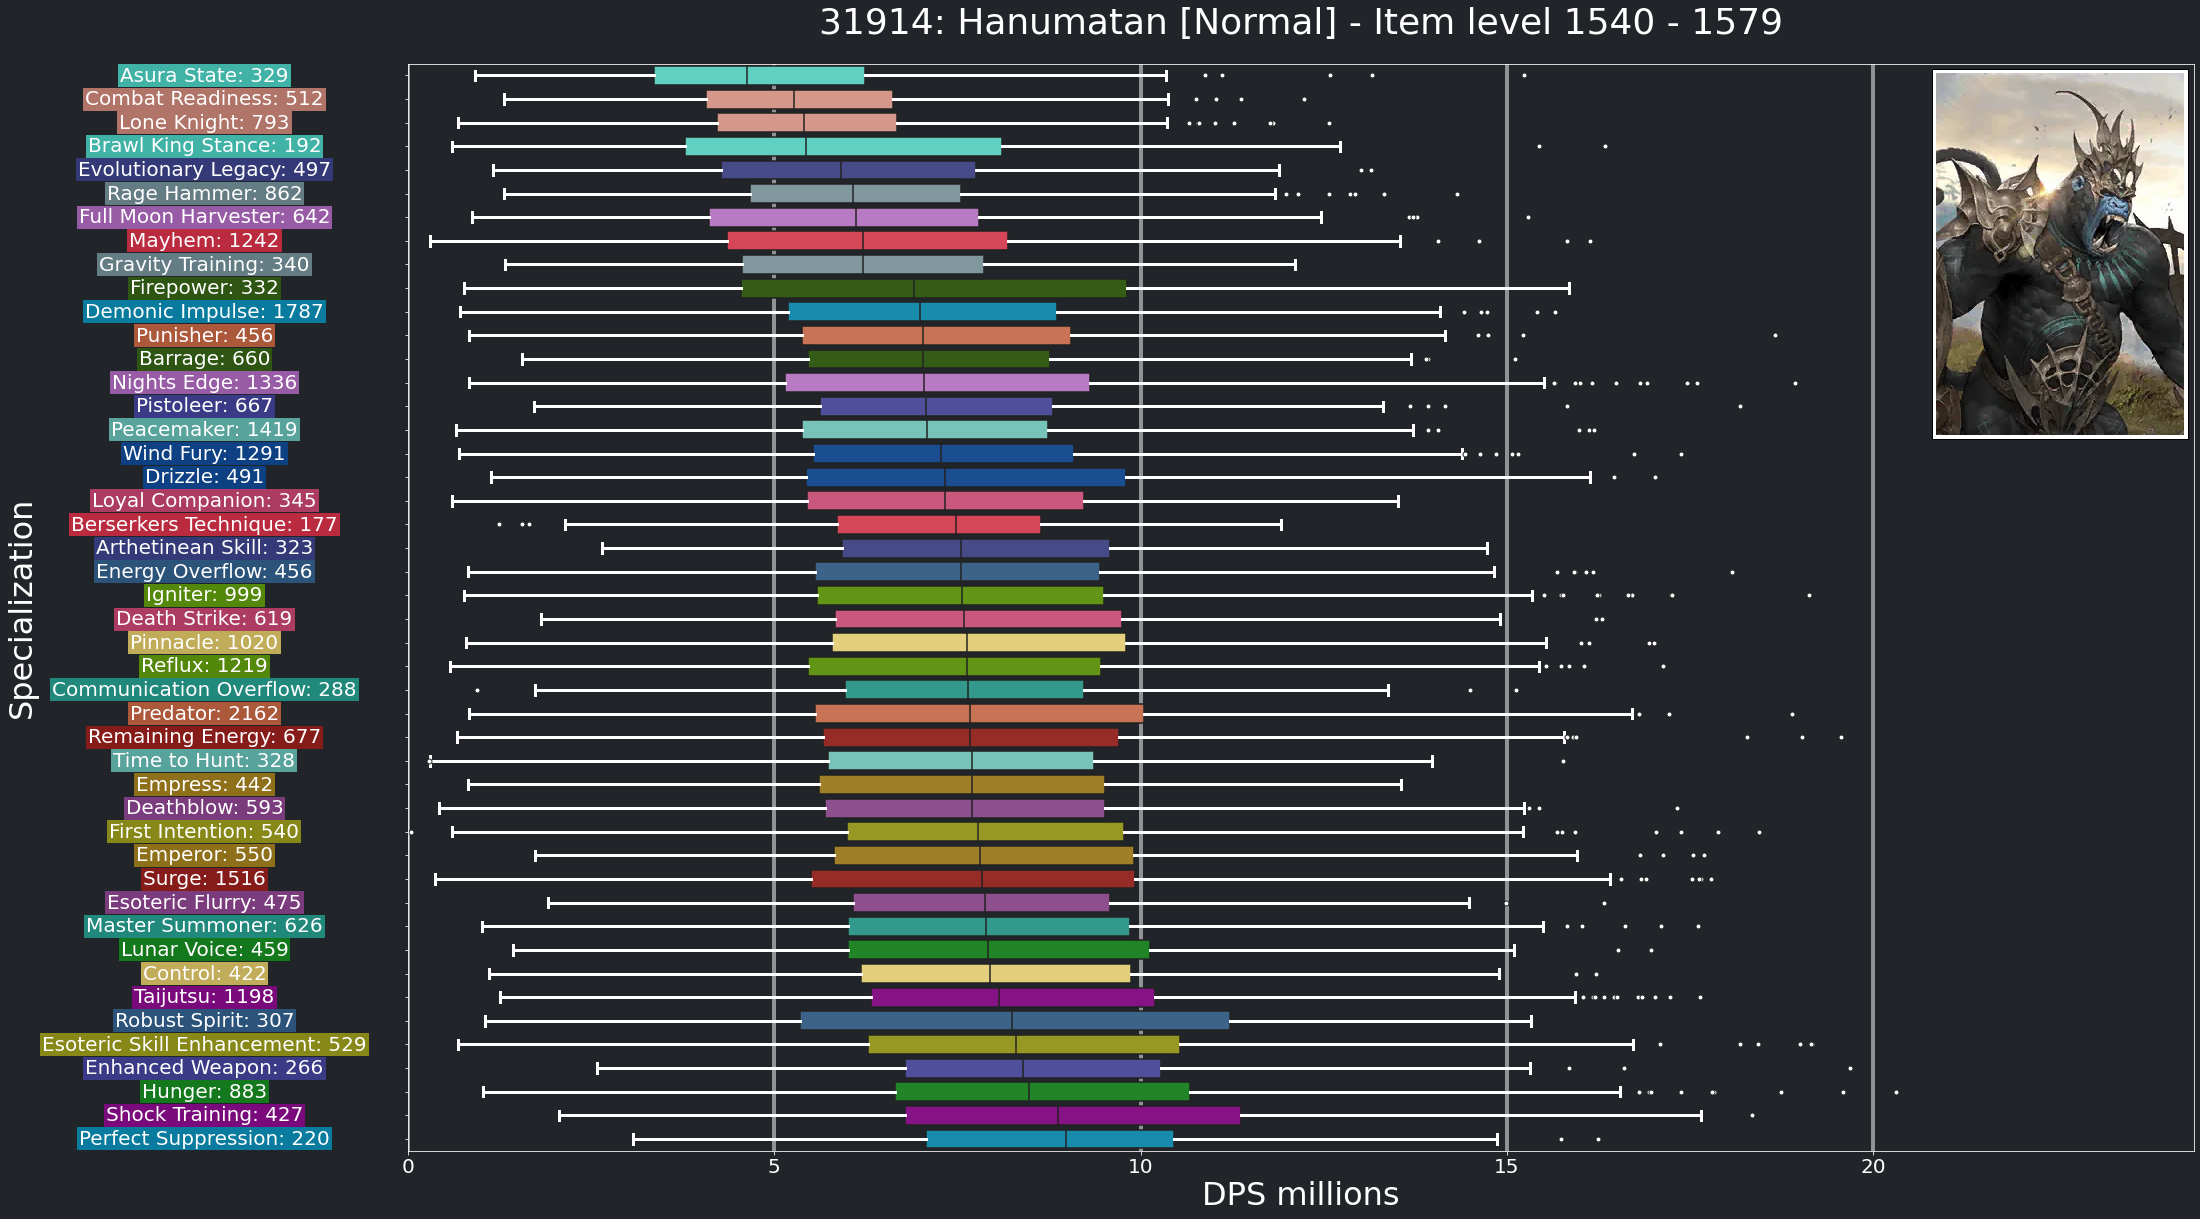 31914: Hanumatan [Normal] - Item level 1540 - 1579
Asura State: 329
Combat Readiness: 512
Lone Knight: 793
Brawl King Stance: 192
Evolutionary Legacy: 497
Rage Hammer: 862
Full Moon Harvester: 642
Mayhem: 1242
Gravity Training: 340
Firepower: 332
Demonic Impulse: 1787
Punisher: 456
Barrage: 660
Nights Edge: 1336
Pistoleer: 667
Peacemaker: 1419
Wind Fury: 1291
Drizzle: 491
Loyal Companion: 345
Berserkers Technique: 177
Arthetinean Skill: 323
Energy Overflow: 456
Igniter: 999
Death Strike: 619
Pinnacle: 1020
Reflux: 1219
Communication Overflow: 288
Predator: 2162
Remaining Energy: 677
Time to Hunt: 328
Empress: 442
Deathblow: 593
First Intention: 540
Emperor: 550
Surge: 1516
Esoteric Flurry: 475
Master Summoner: 626
Lunar Voice: 459
Control: 422
Taijutsu: 1198
Robust Spirit: 307
Esoteric Skill Enhancement: 529
Enhanced Weapon: 266
Hunger: 883
Shock Training: 427
Perfect Suppression: 220
Specialization
0 5 10 15 20
DPS millions